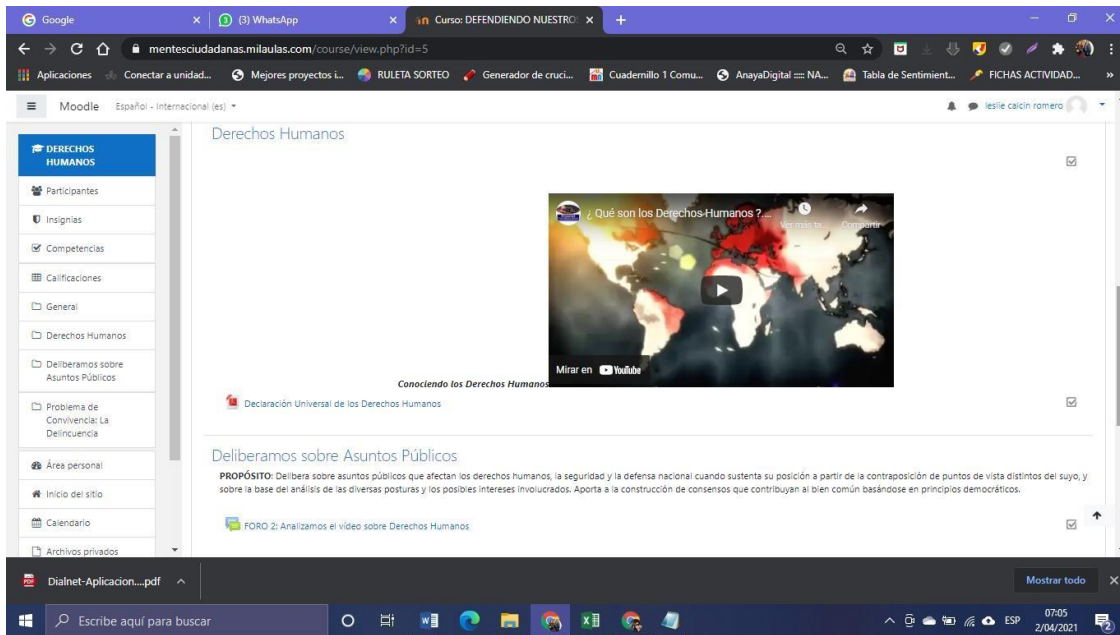 Google
(3) WhatsApp
Curso: DEFENDIENDO NUESTRO
mentesciudadanas.milaulas.com/course/view.php?id=5
Aplicaciones
Conectar a unidad...
Mejores proyectos i...
RULETA SORTEO
Generador de cruci...
Cuadernillo 1 Comu...
AnayaDigital :::: NA...
Tabla de Sentimient...
FICHAS ACTIVIDAD...
»
Moodle
Español - Internacional (es)
leslie calcin romero
DERECHOS
HUMANOS
Participantes
Insignias
Competencias
Calificaciones
General
Derechos Humanos
Deliberamos sobre
Asuntos Públicos
Problema de
Convivencia: La
Delincuencia
Área personal
Inicio del sitio
Calendario
Archivos privados
Derechos Humanos
¿ Qué son los Derechos Humanos ?....
Ver más ta...
Compartir
Mirar en YouTube
Conociendo los Derechos Humanos
Declaración Universal de los Derechos Humanos
Deliberamos sobre Asuntos Públicos
PROPÓSITO: Delibera sobre asuntos públicos que afectan los derechos humanos, la seguridad y la defensa nacional cuando sustenta su posición a partir de la contraposición de puntos de vista distintos del suyo, y
sobre la base del análisis de las diversas posturas y los posibles intereses involucrados. Aporta a la construcción de consensos que contribuyan al bien común basándose en principios democráticos.
FORO 2: Analizamos el vídeo sobre Derechos Humanos
Dialnet-Aplicacion....pdf
Mostrar todo
Escribe aquí para buscar
ESP
07:05
2/04/2021
2